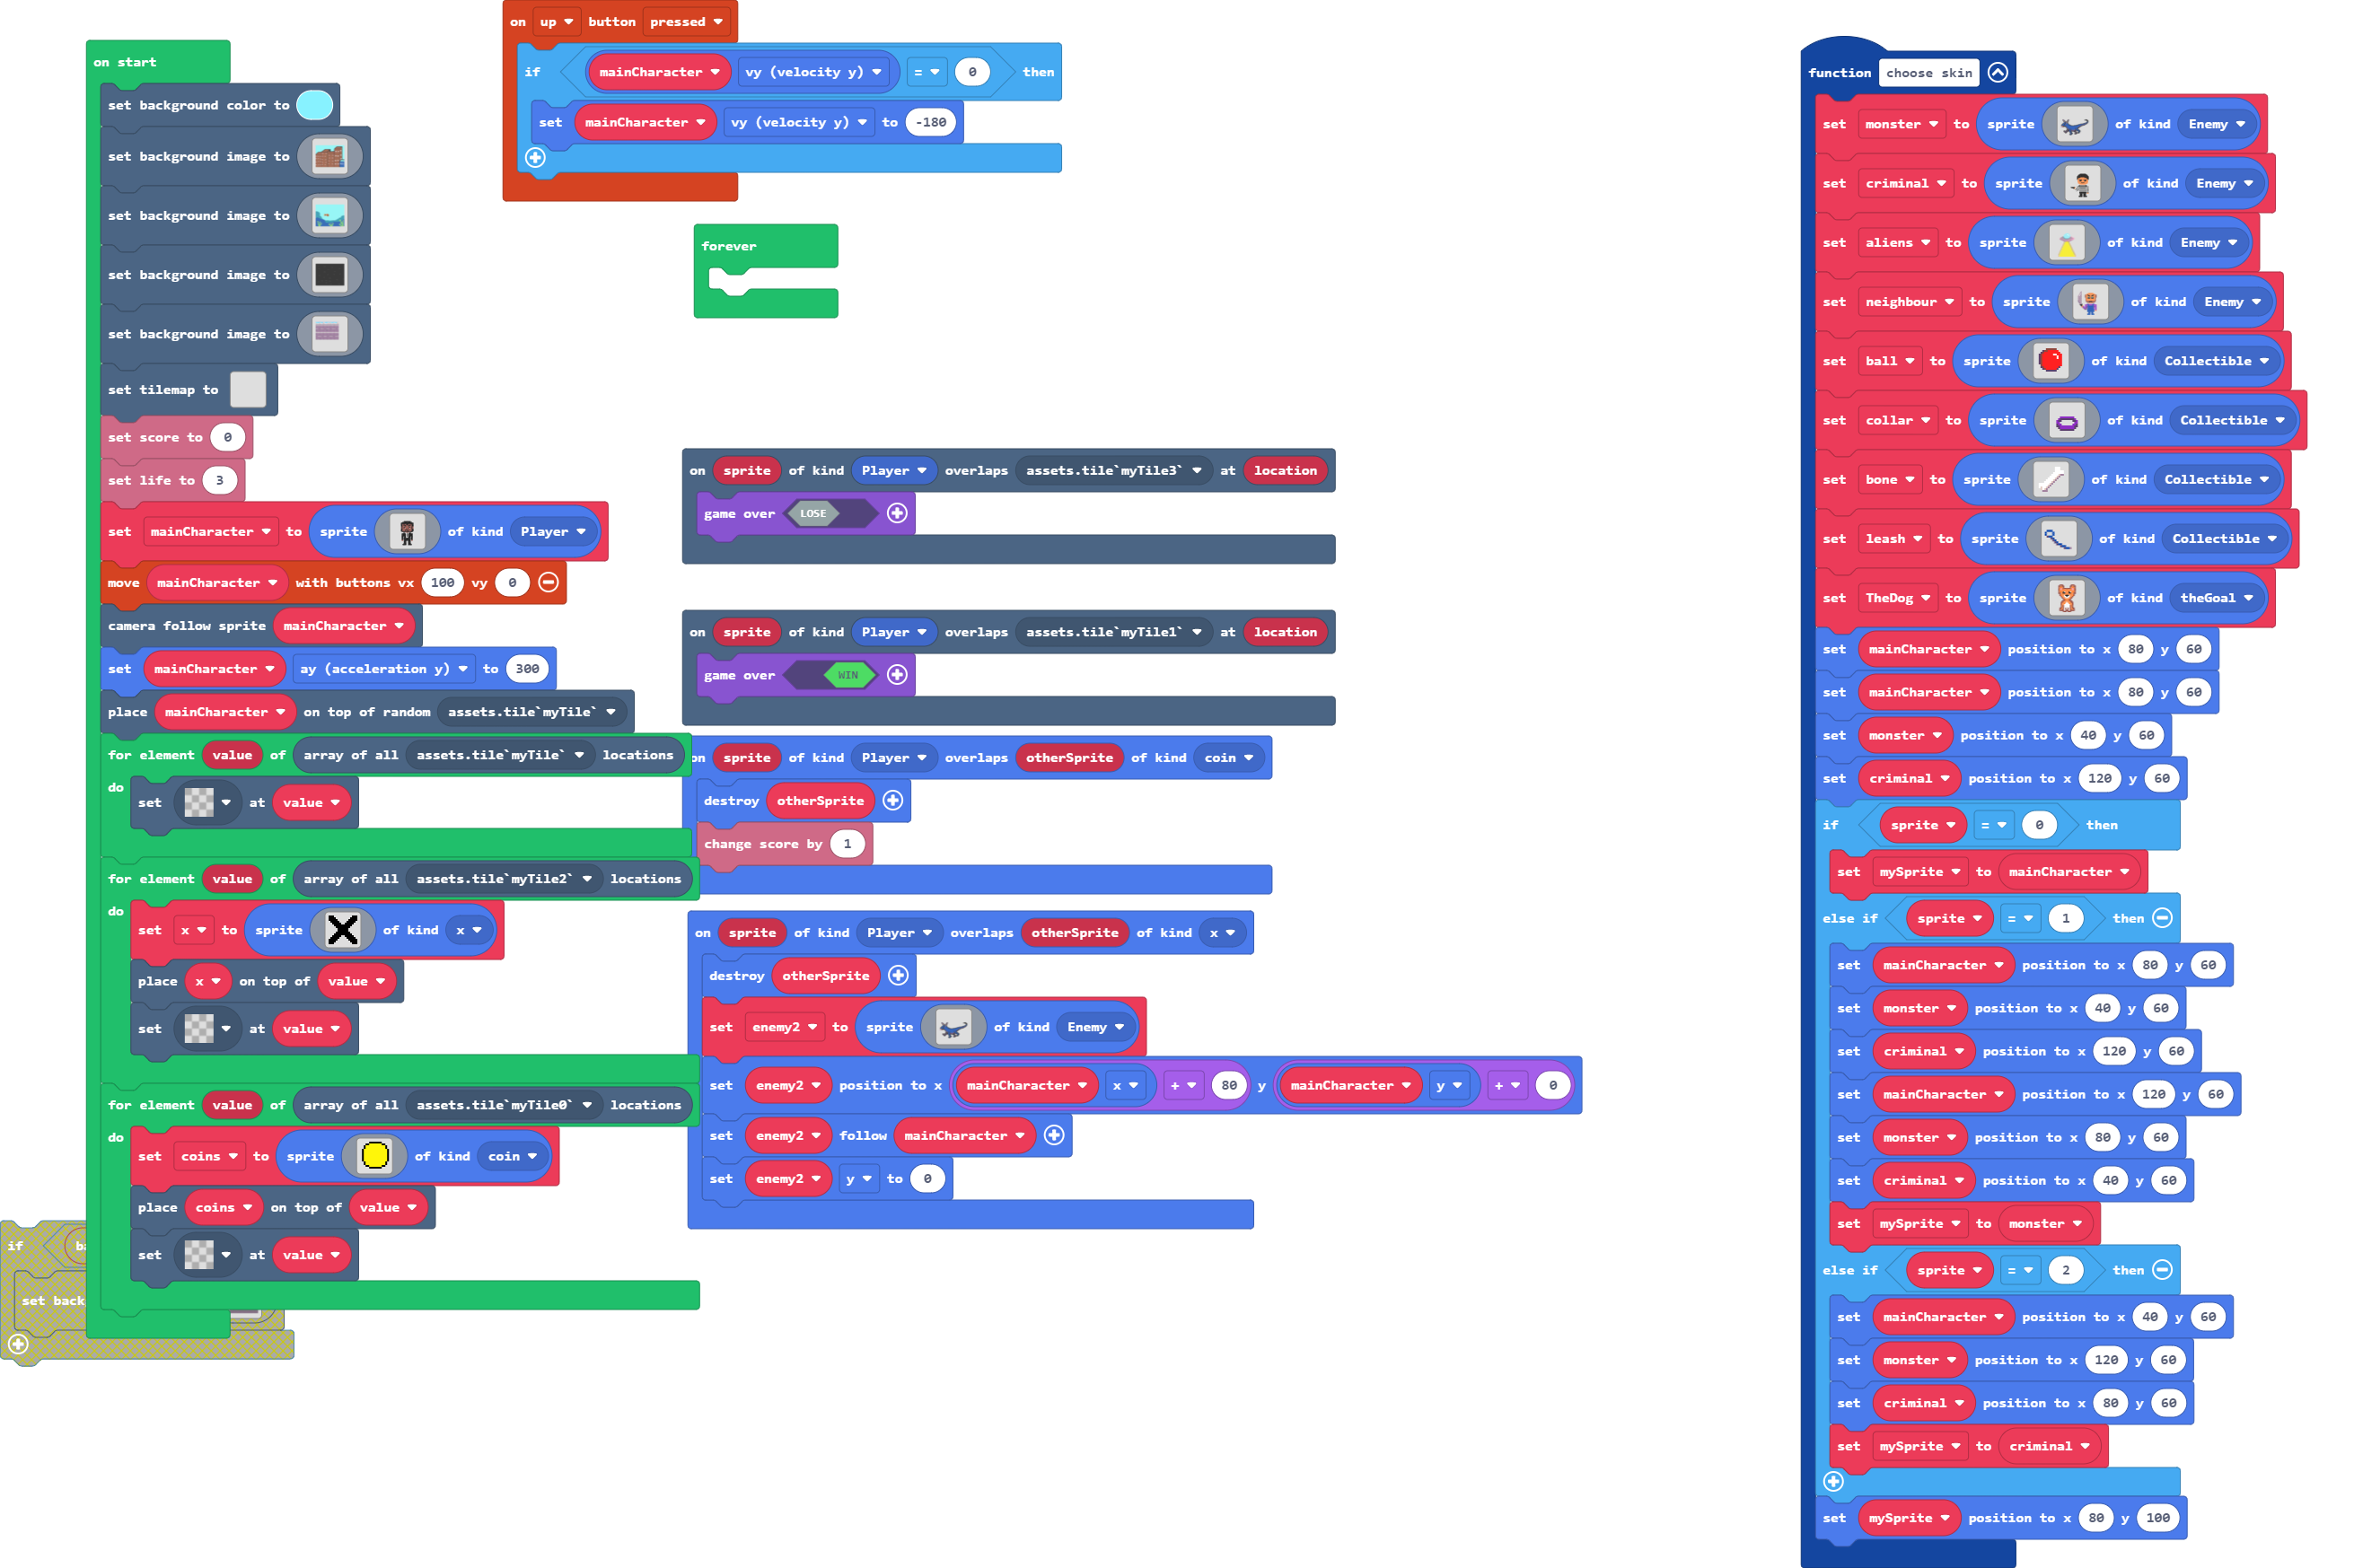 on start
set background color to
set background image to
set background image to
set background image to
set background image to
set tilemap to
set score to 0
set life to 3
set mainCharacter to sprite of kind Player
move mainCharacter with buttons vx 100 vy 0
camera follow sprite mainCharacter
set mainCharacter ay (acceleration y) to 300
place mainCharacter on top of random assets.tile`myTile`
for element value of array of all assets.tile`myTile` locations
do
set at value
for element value of array of all assets.tile`myTile2` locations
do
set x to sprite of kind x
place x on top of value
set at value
for element value of array of all assets.tile`myTile0` locations
do
set coins to sprite of kind coin
place coins on top of value
set at value
if
set
on up button pressed
if mainCharacter vy (velocity y) = 0 then
set mainCharacter vy (velocity y) to -180
forever
on sprite of kind Player overlaps assets.tile`myTile3` at location
game over LOSE
on sprite of kind Player overlaps assets.tile`myTile1` at location
game over WIN
on sprite of kind Player overlaps otherSprite of kind coin
destroy otherSprite
change score by 1
on sprite of kind Player overlaps otherSprite of kind x
destroy otherSprite
set enemy2 to sprite of kind Enemy
set enemy2 position to x mainCharacter x + 80 y mainCharacter y + 0
set enemy2 follow mainCharacter
set enemy2 y to 0
function choose skin
set monster to sprite of kind Enemy
set criminal to sprite of kind Enemy
set aliens to sprite of kind Enemy
set neighbour to sprite of kind Enemy
set ball to sprite of kind Collectible
set collar to sprite of kind Collectible
set bone to sprite of kind Collectible
set leash to sprite of kind Collectible
set TheDog to sprite of kind theGoal
set mainCharacter position to x 80 y 60
set mainCharacter position to x 80 y 60
set monster position to x 40 y 60
set criminal position to x 120 y 60
if sprite = 0 then
set mySprite to mainCharacter
else if sprite = 1 then
set mainCharacter position to x 80 y 60
set monster position to x 40 y 60
set criminal position to x 120 y 60
set mainCharacter position to x 120 y 60
set monster position to x 80 y 60
set criminal position to x 40 y 60
set mySprite to monster
else if sprite = 2 then
set mainCharacter position to x 40 y 60
set monster position to x 120 y 60
set criminal position to x 80 y 60
set mySprite to criminal
set mySprite position to x 80 y 100